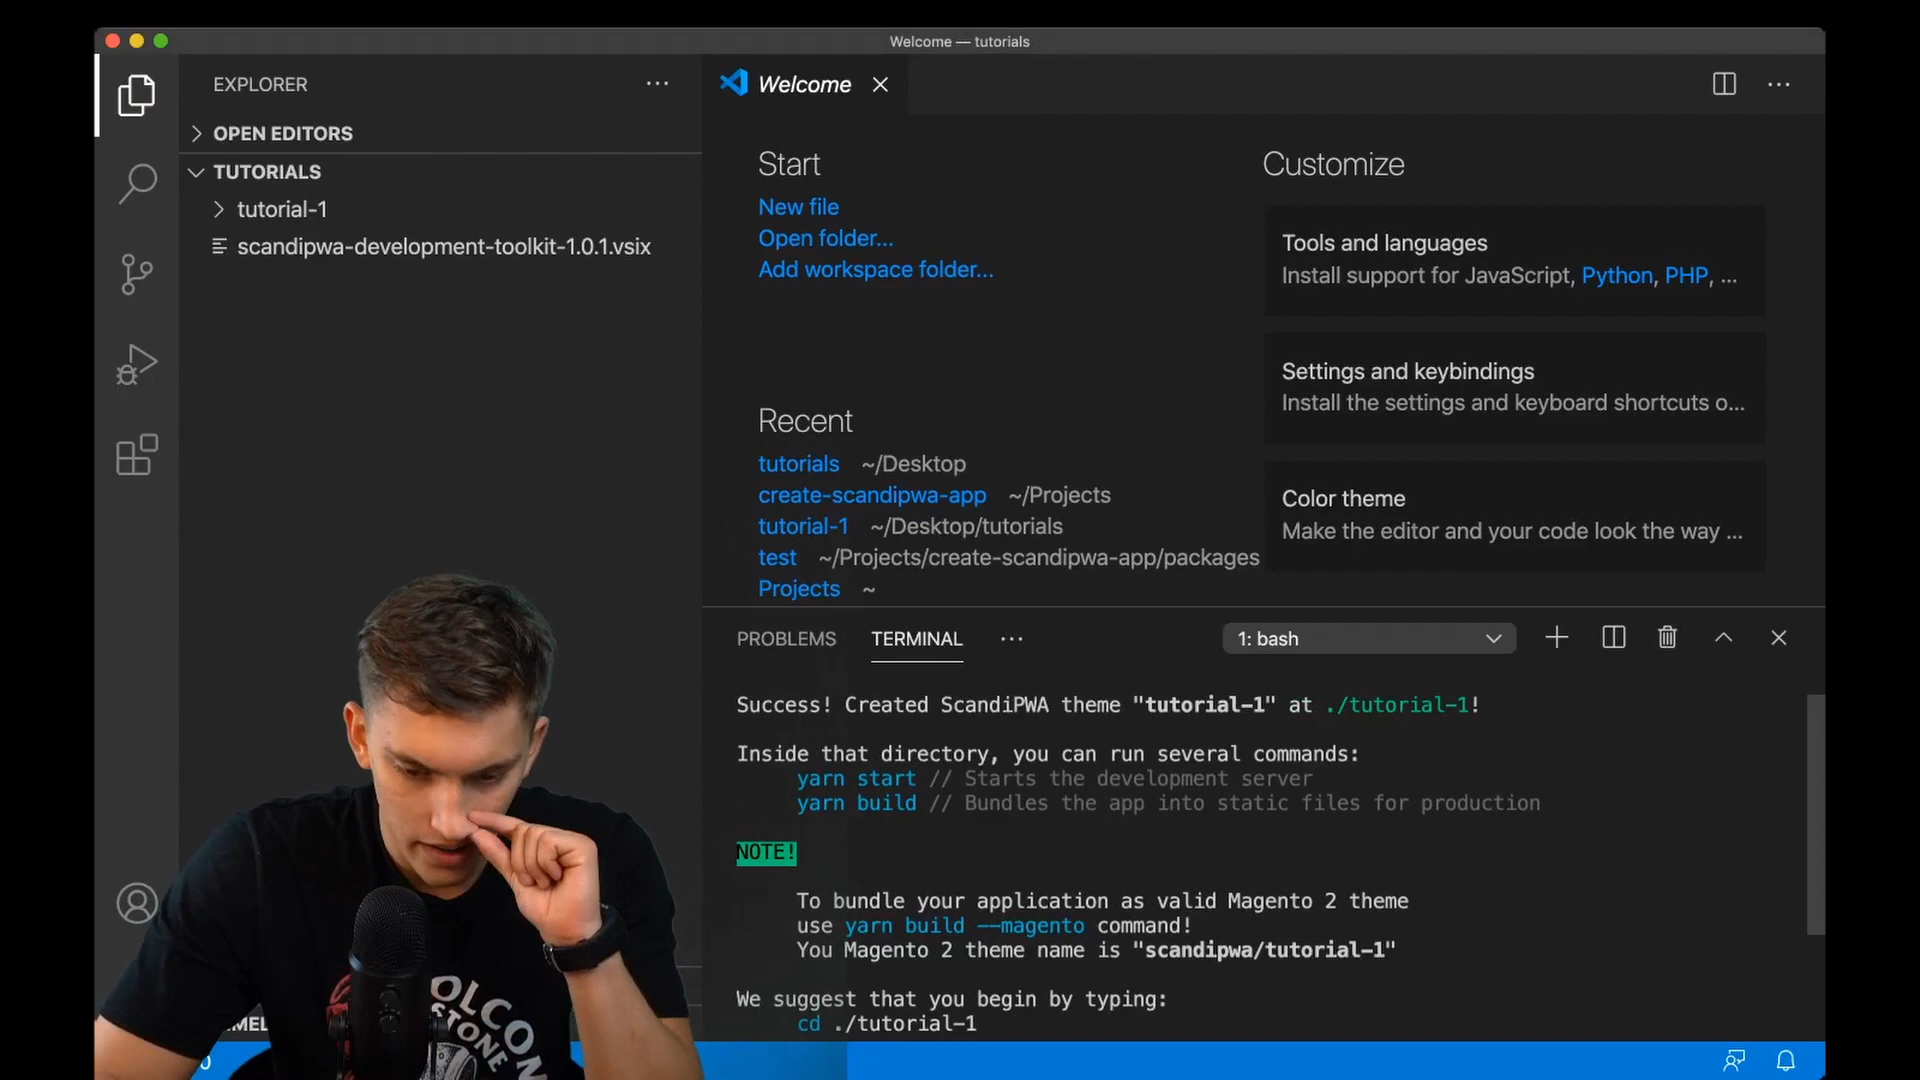 Welcome — tutorials
EXPLORER
OPEN EDITORS
TUTORIALS
tutorial-1
scandipwa-development-toolkit-1.0.1.vsix
Welcome
Start
New file
Open folder...
Add workspace folder...
Recent
tutorials ~/Desktop
create-scandipwa-app ~/Projects
tutorial-1 ~/Desktop/tutorials
test ~/Projects/create-scandipwa-app/packages
Projects ~
Customize
Tools and languages
Install support for JavaScript, Python, PHP, ...
Settings and keybindings
Install the settings and keyboard shortcuts o...
Color theme
Make the editor and your code look the way ...
PROBLEMS TERMINAL 1: bash
Success! Created ScandiPWA theme "tutorial-1" at ./tutorial-1!
Inside that directory, you can run several commands:
yarn start // Starts the development server
yarn build // Bundles the app into static files for production
NOTE!
To bundle your application as valid Magento 2 theme
use yarn build --magento command!
You Magento 2 theme name is "scandipwa/tutorial-1"
We suggest that you begin by typing:
cd ./tutorial-1